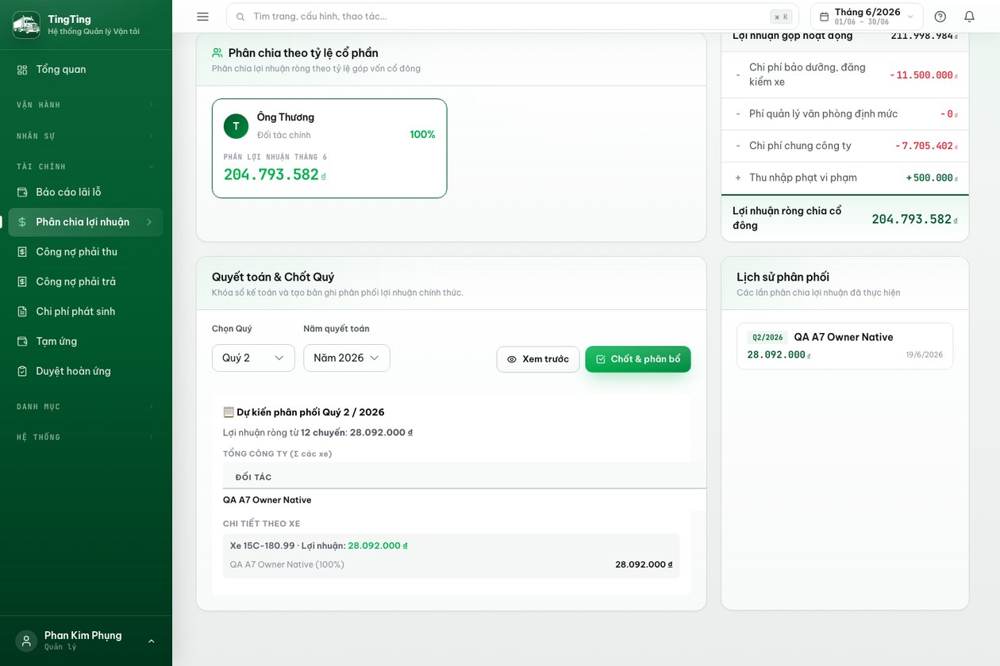 TingTing
Hệ thống Quản lý Vận tải
Tổng quan
VẬN HÀNH
NHÂN SỰ
TÀI CHÍNH
Báo cáo lãi lỗ
Phân chia lợi nhuận
Công nợ phải thu
Công nợ phải trả
Chi phí phát sinh
Tạm ứng
Duyệt hoàn ứng
DANH MỤC
HỆ THỐNG
Phan Kim Phụng
Quản lý
Tìm trang, cấu hình, thao tác...
⌘ K
Tháng 6/2026
01/06 – 30/06
Phân chia theo tỷ lệ cổ phần
Phân chia lợi nhuận ròng theo tỷ lệ góp vốn cổ đông
T
Ông Thương
Đối tác chính
100%
PHẦN LỢI NHUẬN THÁNG 6
204.793.582 ₫
Lợi nhuận gộp hoạt động
211.998.984 ₫
- Chi phí bảo dưỡng, đăng kiểm xe
-11.500.000 ₫
- Phí quản lý văn phòng định mức
-0 ₫
- Chi phí chung công ty
-7.705.402 ₫
+ Thu nhập phạt vi phạm
+500.000 ₫
Lợi nhuận ròng chia cổ đông
204.793.582 ₫
Quyết toán & Chốt Quý
Khóa sổ kế toán và tạo bản ghi phân phối lợi nhuận chính thức.
Chọn Quý
Năm quyết toán
Quý 2
Năm 2026
Xem trước
Chốt & phân bổ
Dự kiến phân phối Quý 2 / 2026
Lợi nhuận ròng từ 12 chuyến: 28.092.000 ₫
TỔNG CÔNG TY (Σ các xe)
ĐỐI TÁC
QA A7 Owner Native
CHI TIẾT THEO XE
Xe 15C-180.99 · Lợi nhuận: 28.092.000 ₫
QA A7 Owner Native (100%)
28.092.000 ₫
Lịch sử phân phối
Các lần phân chia lợi nhuận đã thực hiện
Q2/2026
QA A7 Owner Native
28.092.000 ₫
19/6/2026